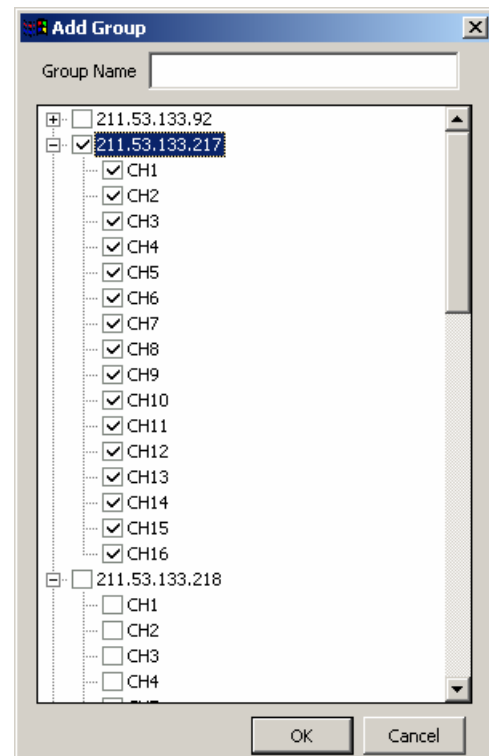 Add Group
Group Name
211.53.133.92
211.53.133.217
CH1
CH2
CH3
CH4
CH5
CH6
CH7
CH8
CH9
CH10
CH11
CH12
CH13
CH14
CH15
CH16
211.53.133.218
CH1
CH2
CH3
CH4
OK
Cancel